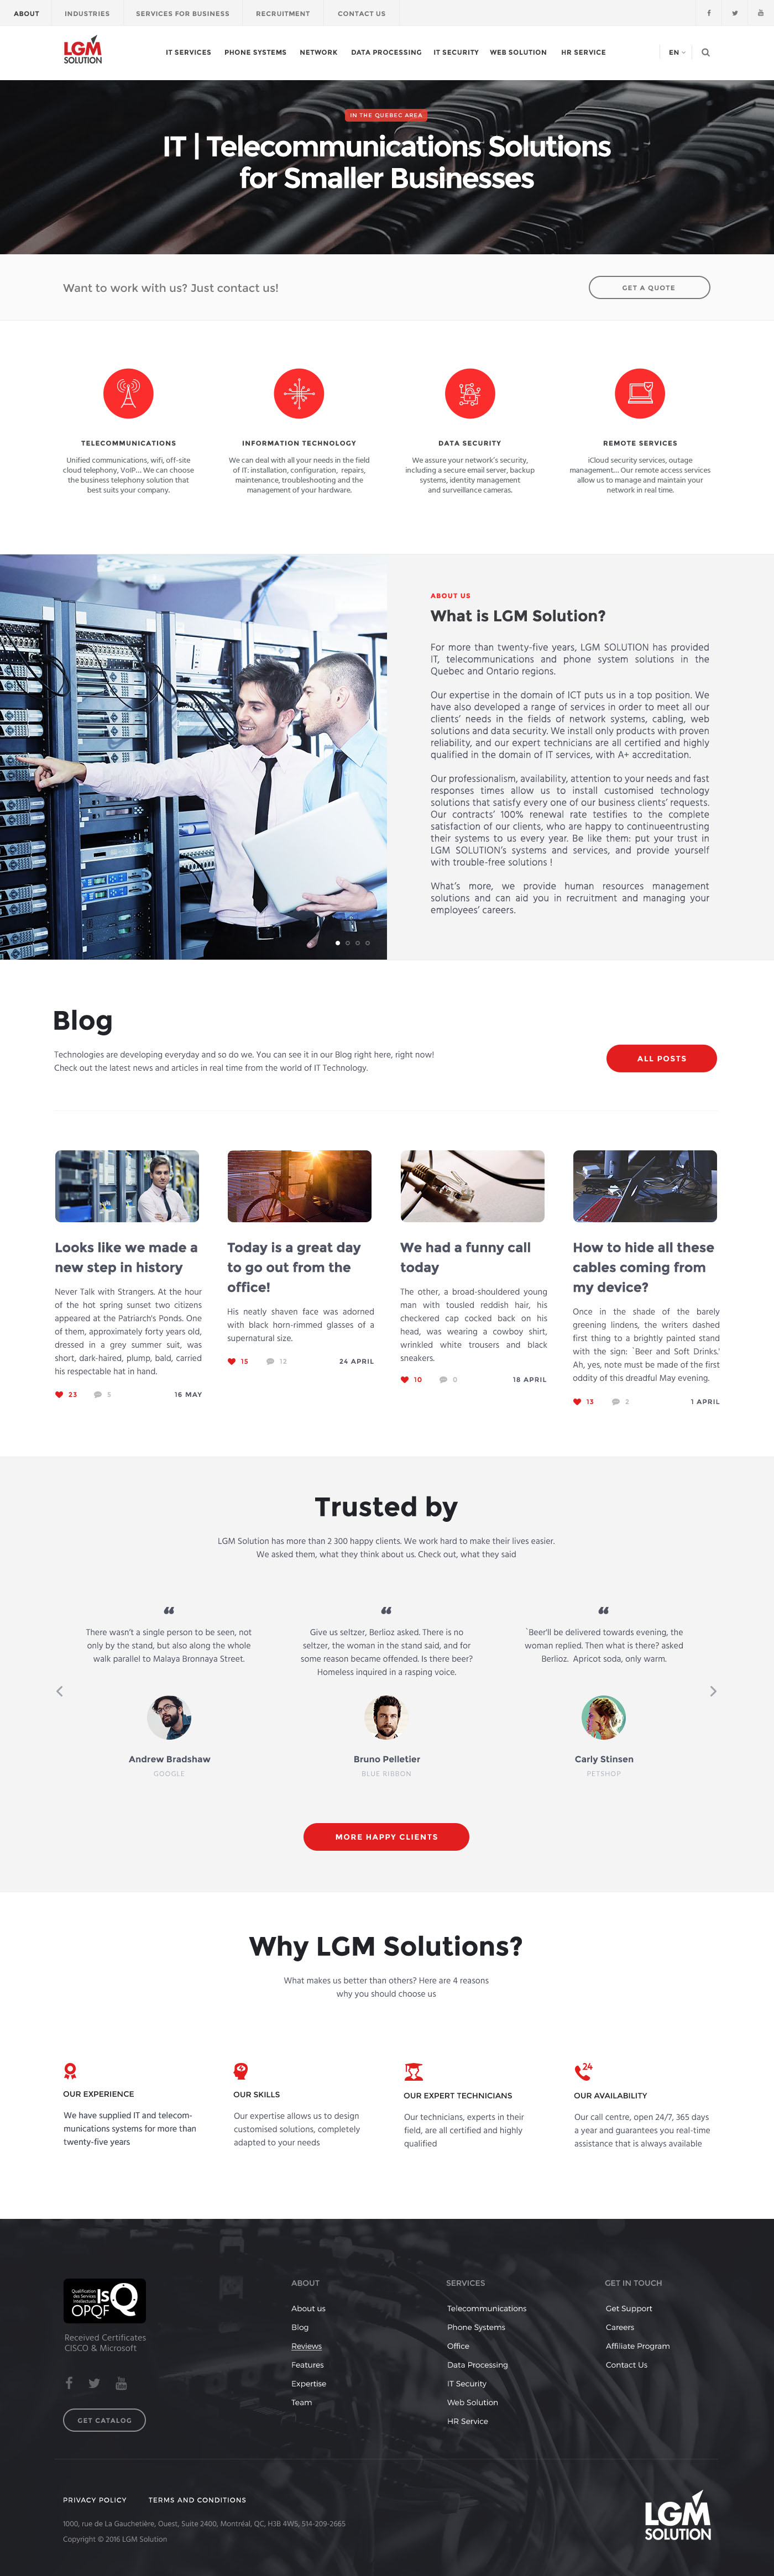 ABOUT INDUSTRIES SERVICES FOR BUSINESS RECRUITMENT CONTACT US
LGM
SOLUTION
IT SERVICES PHONE SYSTEMS NETWORK DATA PROCESSING IT SECURITY WEB SOLUTION HR SERVICE EN
IN THE QUEBEC AREA
IT | Telecommunications Solutions
for Smaller Businesses
Want to work with us? Just contact us!
GET A QUOTE
TELECOMMUNICATIONS
Unified communications, wifi, off-site
cloud telephony, VoIP... We can choose
the business telephony solution that
best suits your company.
INFORMATION TECHNOLOGY
We can deal with all your needs in the field
of IT: installation, configuration, repairs,
maintenance, troubleshooting and the
management of your hardware.
DATA SECURITY
We assure your network's security,
including a secure email server, backup
systems, identity management
and surveillance cameras.
REMOTE SERVICES
iCloud security services, outage
management... Our remote access services
allow us to manage and maintain your
network in real time.
ABOUT US
What is LGM Solution?
For more than twenty-five years, LGM SOLUTION has provided
IT, telecommunications and phone system solutions in the
Quebec and Ontario regions.
Our expertise in the domain of ICT puts us in a top position. We
have also developed a range of services in order to meet all our
clients' needs in the fields of network systems, cabling, web
solutions and data security. We install only products with proven
reliability, and our expert technicians are all certified and highly
qualified in the domain of IT services, with A+ accreditation.
Our professionalism, availability, attention to your needs and fast
responses times allow us to install customised technology
solutions that satisfy every one of our business clients' requests.
Our contracts' 100% renewal rate testifies to the complete
satisfaction of our clients, who are happy to continueentrusting
their systems to us every year. Be like them: put your trust in
LGM SOLUTION's systems and services, and provide yourself
with trouble-free solutions !
What's more, we provide human resources management
solutions and can aid you in recruitment and managing your
employees' careers.
Blog
Technologies are developing everyday and so do we. You can see it in our Blog right here, right now!
Check out the latest news and articles in real time from the world of IT Technology.
ALL POSTS
Looks like we made a
new step in history
Never Talk with Strangers. At the hour
of the hot spring sunset two citizens
appeared at the Patriarch's Ponds. One
of them, approximately forty years old,
dressed in a grey summer suit, was
short, dark-haired, plump, bald, carried
his respectable hat in hand.
23 5 16 MAY
Today is a great day
to go out from the
office!
His neatly shaven face was adorned
with black horn-rimmed glasses of a
supernatural size.
15 12 24 APRIL
We had a funny call
today
The other, a broad-shouldered young
man with tousled reddish hair, his
checkered cap cocked back on his
head, was wearing a cowboy shirt,
wrinkled white trousers and black
sneakers.
10 0 18 APRIL
How to hide all these
cables coming from
my device?
Once in the shade of the barely
greening lindens, the writers dashed
first thing to a brightly painted stand
with the sign: `Beer and Soft Drinks.'
Ah, yes, note must be made of the first
oddity of this dreadful May evening.
13 2 1 APRIL
Trusted by
LGM Solution has more than 2 300 happy clients. We work hard to make their lives easier.
We asked them, what they think about us. Check out, what they said
“
There wasn't a single person to be seen, not
only by the stand, but also along the whole
walk parallel to Malaya Bronnaya Street.
Andrew Bradshaw
GOOGLE
“
Give us seltzer, Berlioz asked. There is no
seltzer, the woman in the stand said, and for
some reason became offended. Is there beer?
Homeless inquired in a rasping voice.
Bruno Pelletier
BLUE RIBBON
“
`Beer'll be delivered towards evening, the
woman replied. Then what is there? asked
Berlioz. Apricot soda, only warm.
Carly Stinsen
PETSHOP
MORE HAPPY CLIENTS
Why LGM Solutions?
What makes us better than others? Here are 4 reasons
why you should choose us
OUR EXPERIENCE
We have supplied IT and telecom-
munications systems for more than
twenty-five years
OUR SKILLS
Our expertise allows us to design
customised solutions, completely
adapted to your needs
OUR EXPERT TECHNICIANS
Our technicians, experts in their
field, are all certified and highly
qualified
24
OUR AVAILABILITY
Our call centre, open 24/7, 365 days
a year and guarantees you real-time
assistance that is always available
Qualification
des Services
Intellectuels
OPQF
ISQ
Received Certificates
CISCO & Microsoft
GET CATALOG
ABOUT
About us
Blog
Reviews
Features
Expertise
Team
SERVICES
Telecommunications
Phone Systems
Office
Data Processing
IT Security
Web Solution
HR Service
GET IN TOUCH
Get Support
Careers
Affiliate Program
Contact Us
PRIVACY POLICY TERMS AND CONDITIONS
1000, rue de La Gauchetière, Ouest, Suite 2400, Montréal, QC, H3B 4W5, 514-209-2665
Copyright © 2016 LGM Solution
LGM
SOLUTION